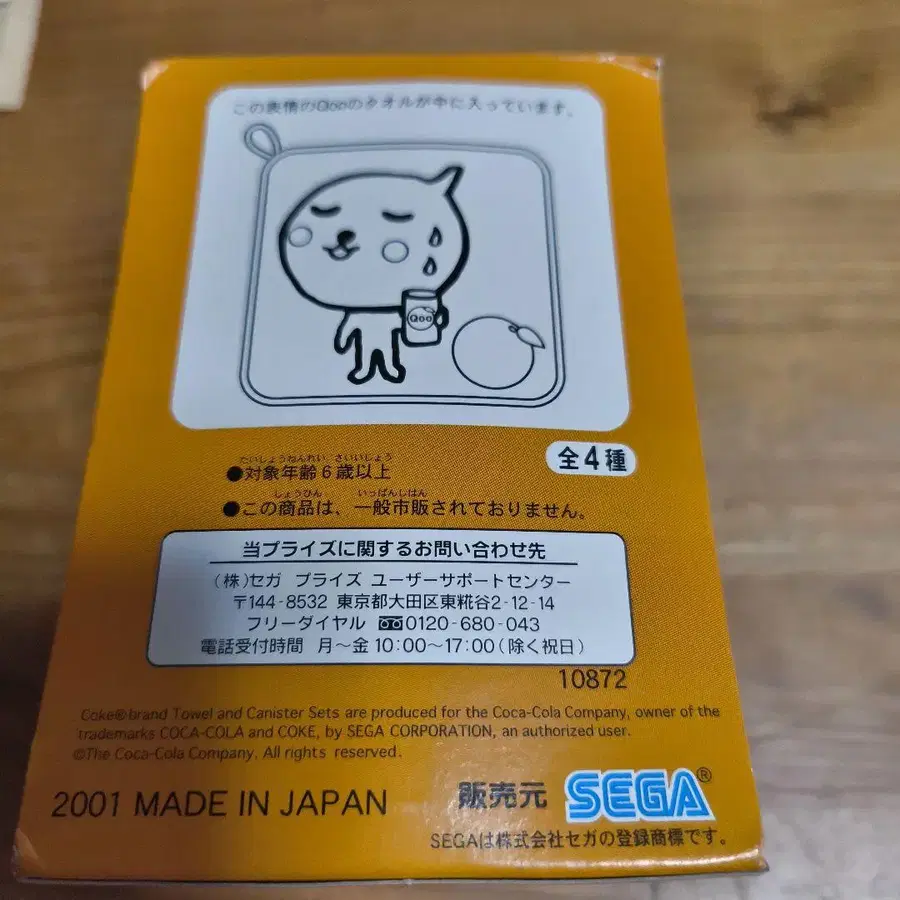 この表情のQooのタオルが中に入っています。
Qoo
全4種
たいしょうねんれい さいいじょう
●対象年齢6歳以上
しょうひん いっぱんしはん
●この商品は、一般市販されておりません。
当プライズに関するお問い合わせ先
(株)セガ プライズ ユーザーサポートセンター
〒144-8532 東京都大田区東糀谷2-12-14
フリーダイヤル 0120-680-043
電話受付時間 月〜金 10:00〜17:00(除く祝日)
10872
Coke®brand Towel and Canister Sets are produced for the Coca-Cola Company, owner of the
trademarks COCA-COLA and COKE, by SEGA CORPORATION, an authorized user.
©The Coca-Cola Company. All rights reserved.
2001 MADE IN JAPAN
販売元 SEGA®
SEGAは株式会社セガの登録商標です。